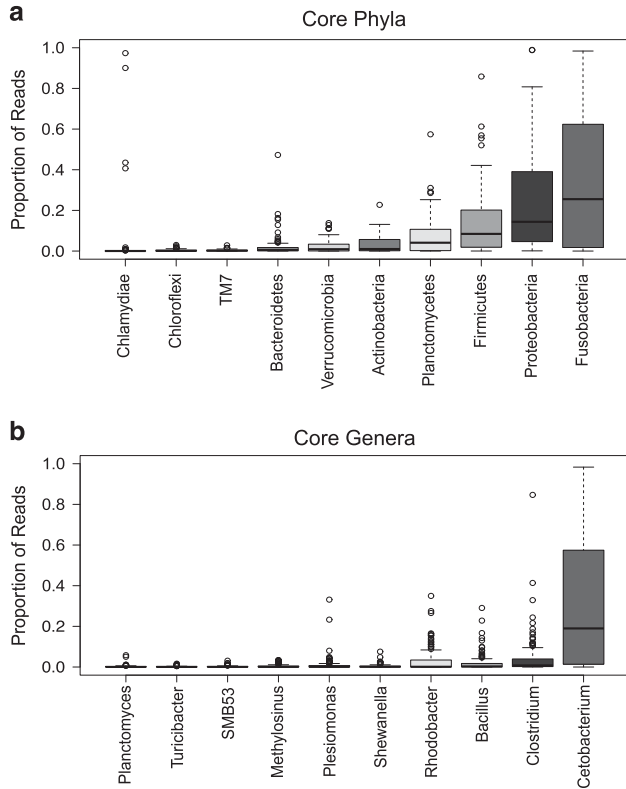 a
Core Phyla
Proportion of Reads
1.0
0.8
0.6
0.4
0.2
0.0
Chlamydiae
Chloroflexi
TM7
Bacteroidetes
Verrucomicrobia
Actinobacteria
Planctomycetes
Firmicutes
Proteobacteria
Fusobacteria
b
Core Genera
Proportion of Reads
1.0
0.8
0.6
0.4
0.2
0.0
Planctomyces
Turicibacter
SMB53
Methylosinus
Plesiomonas
Shewanella
Rhodobacter
Bacillus
Clostridium
Cetobacterium